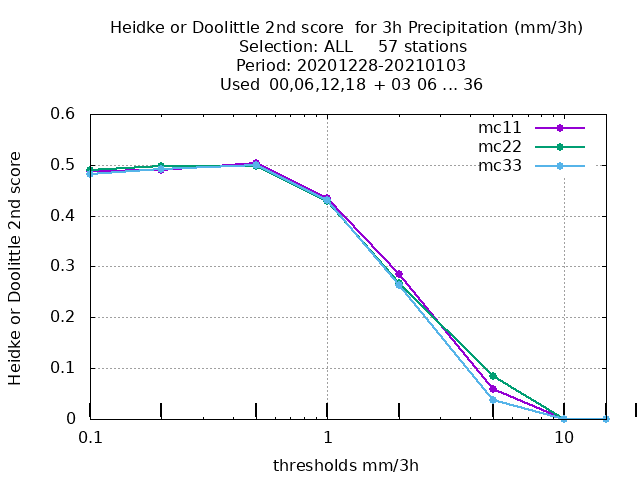 Heidke or Doolittle 2nd score  for 3h Precipitation (mm/3h)
Selection: ALL     57 stations
Period: 20201228-20210103
Used  00,06,12,18  + 03 06 ... 36
Heidke or Doolittle 2nd score
0.6
0.5
0.4
0.3
0.2
0.1
0
mc11
mc22
mc33
0.1
1
10
thresholds mm/3h